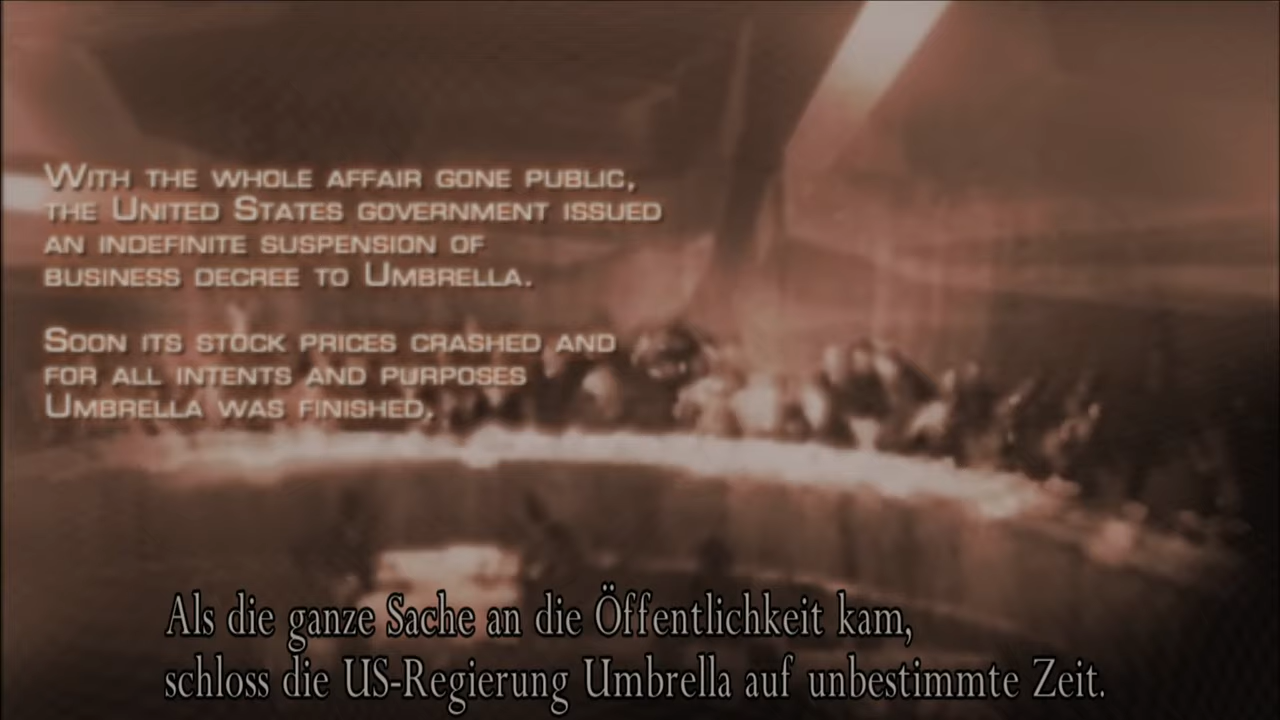 With the whole affair gone public,
the United States government issued
an indefinite suspension of
business decree to Umbrella.
Soon its stock prices crashed and
for all intents and purposes
Umbrella was finished.
Als die ganze Sache an die Öffentlichkeit kam,
schloss die US-Regierung Umbrella auf unbestimmte Zeit.